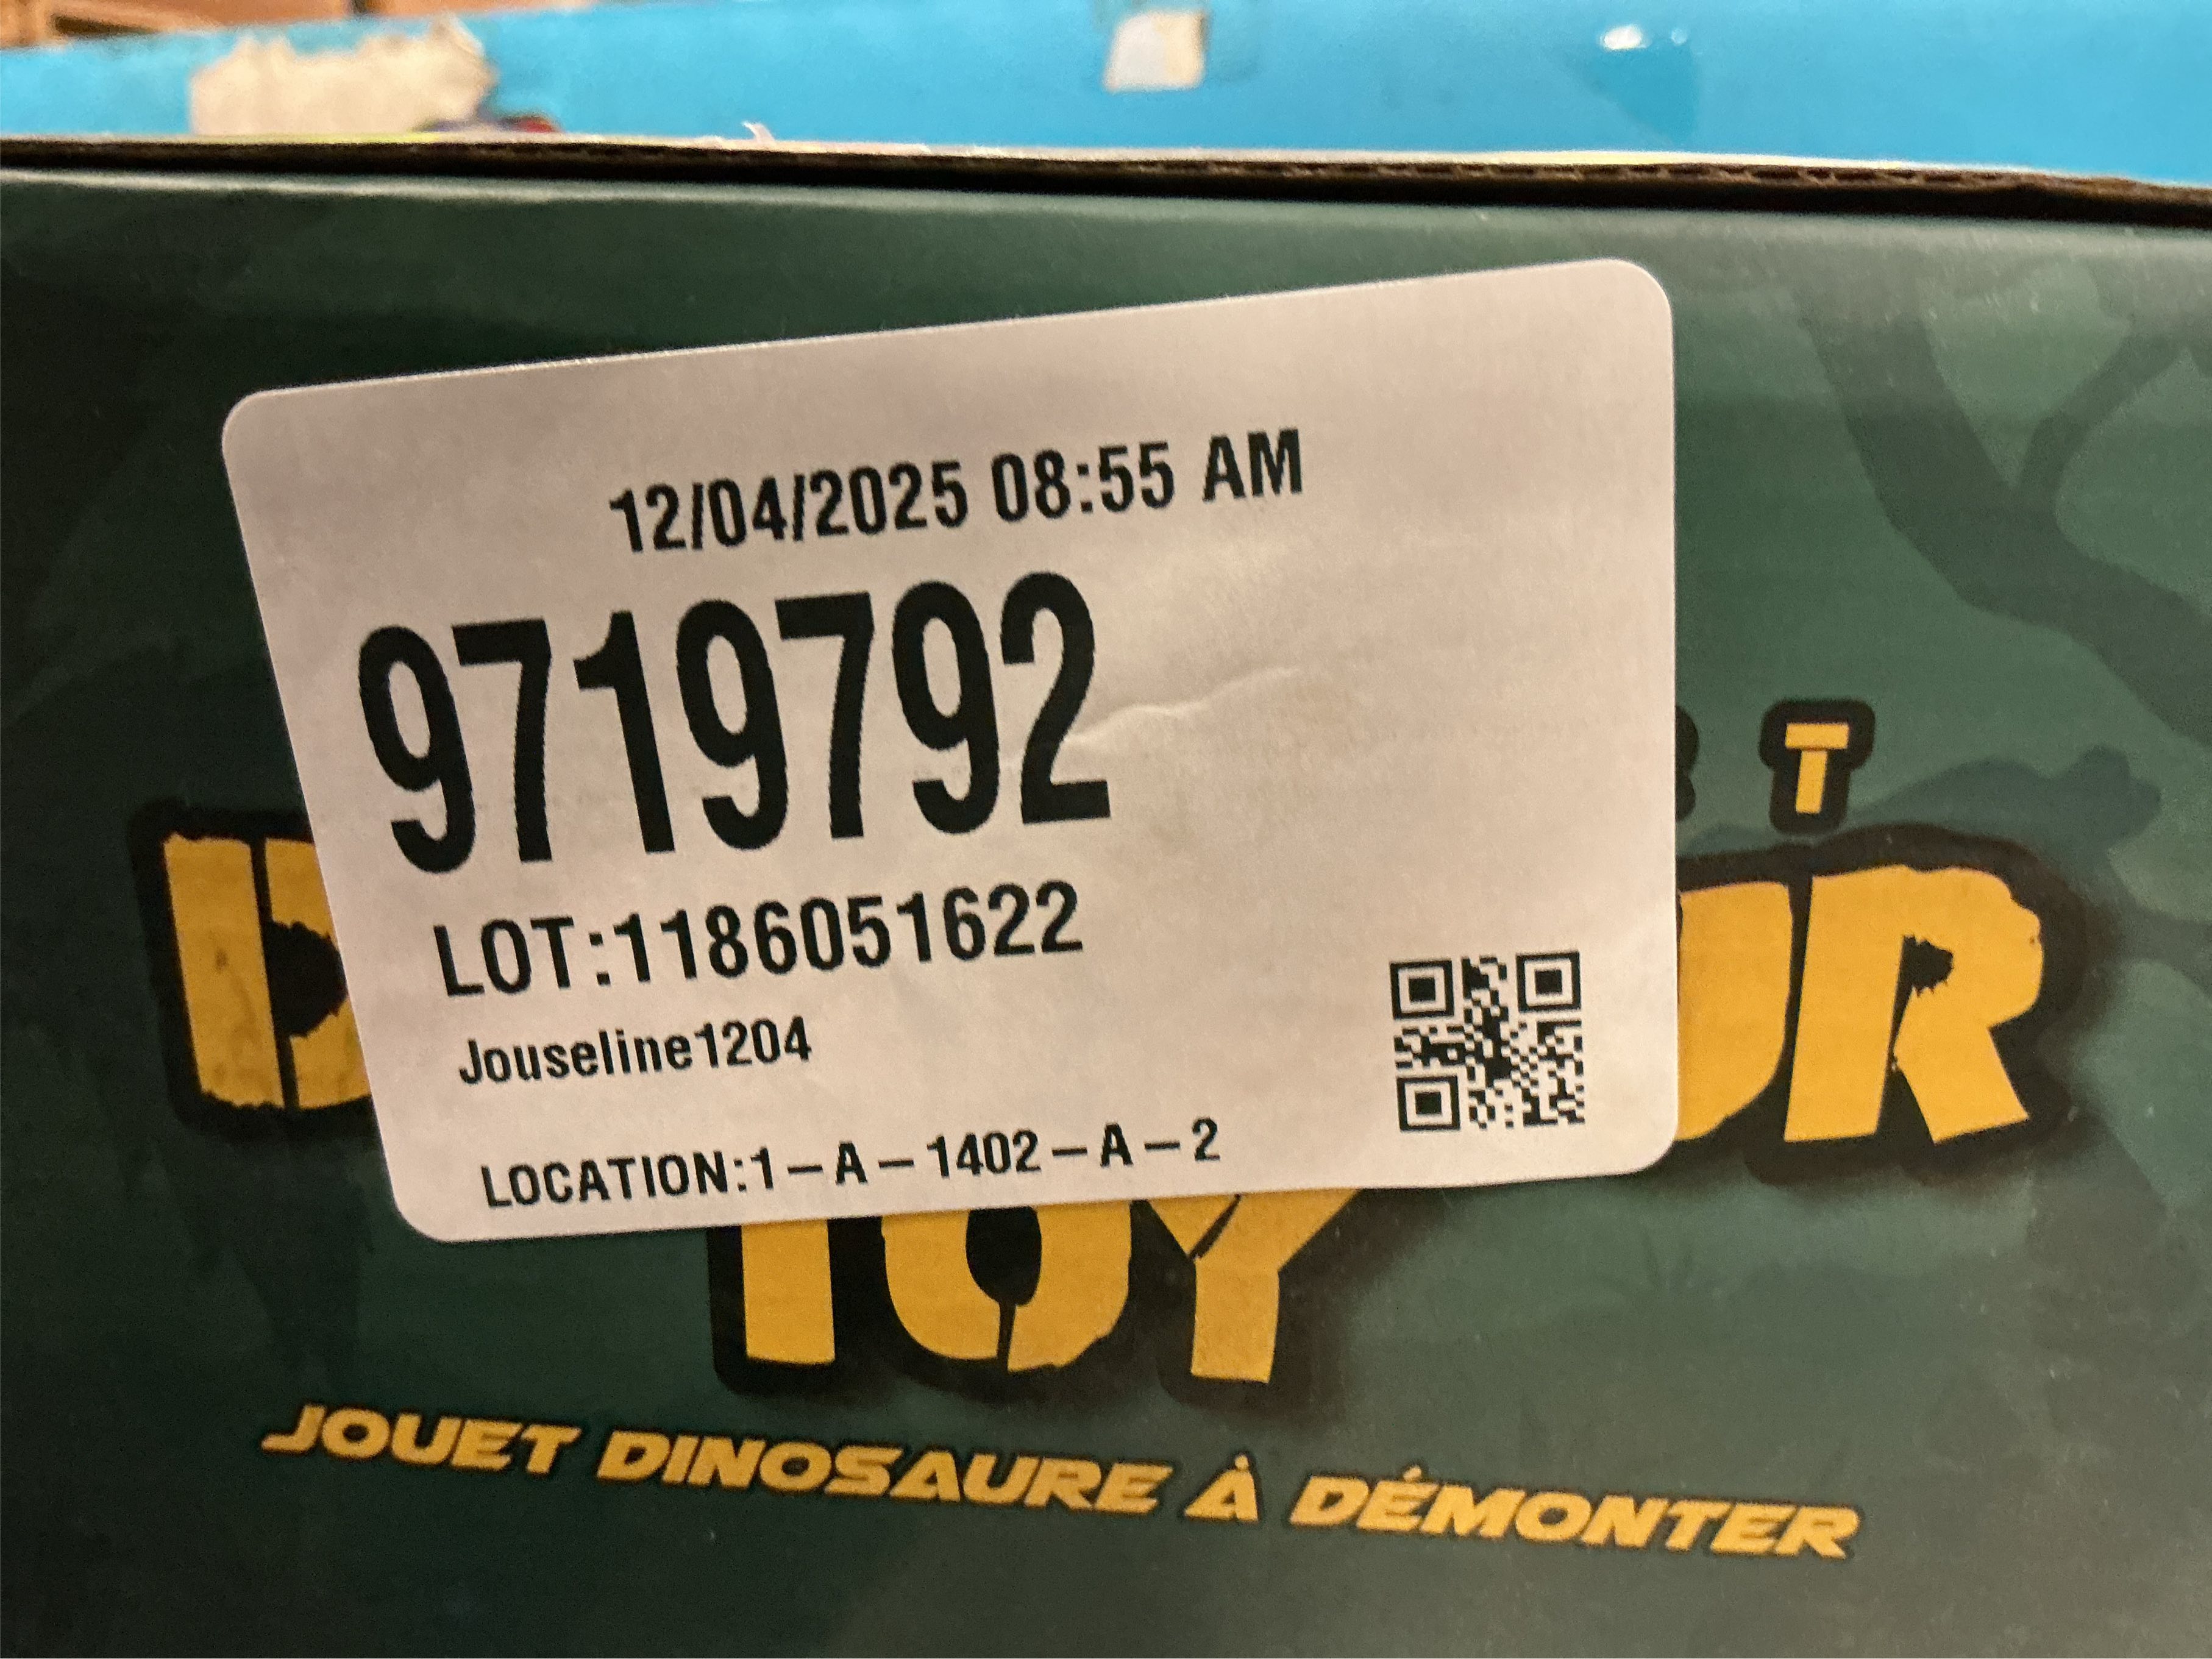 12/04/2025 08:55 AM
9719792
LOT:1186051622
Jouseline1204
LOCATION:1-A-1402-A-2
TOY
JOUET DINOSAURE À DÉMONTER